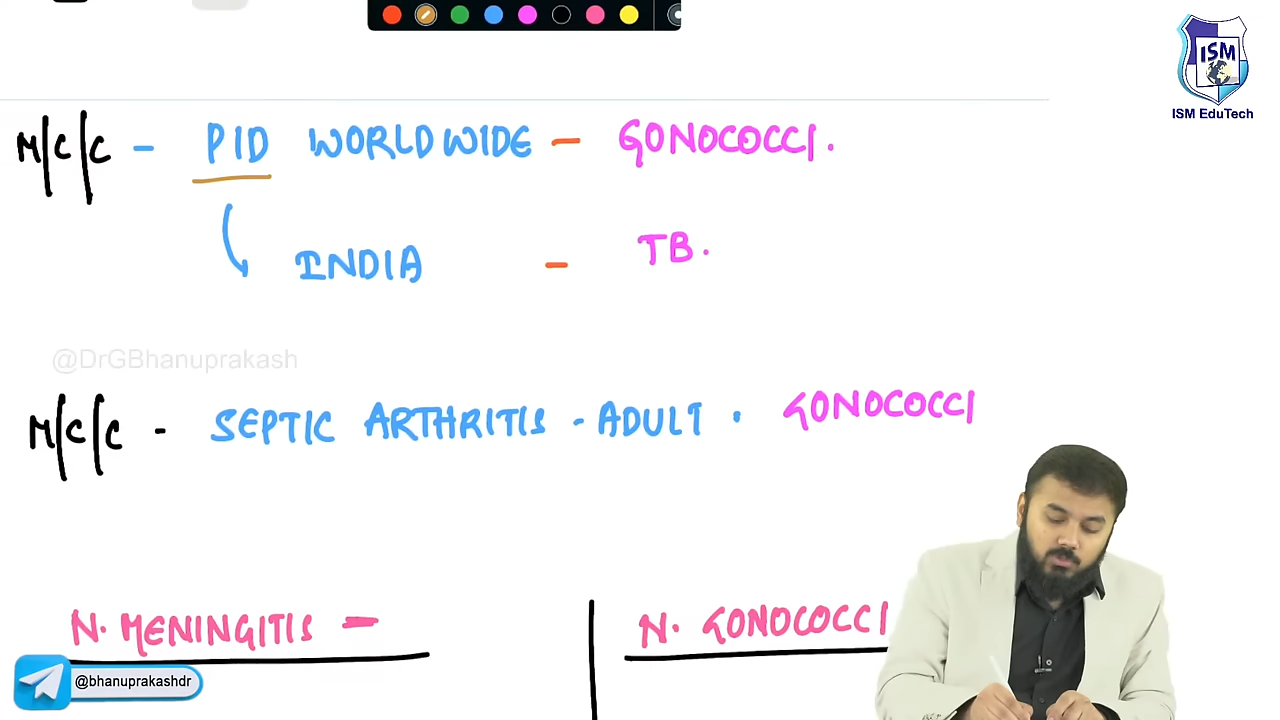 ISM
ISM EduTech
M/C/C - PID WORLDWIDE - GONOCOCCI.
INDIA - TB.
@DrGBhanuprakash
M/C/C - SEPTIC ARTHRITIS - ADULT . GONOCOCCI
N. MENINGITIS - N. GONOCOCCI
@bhanuprakashdr